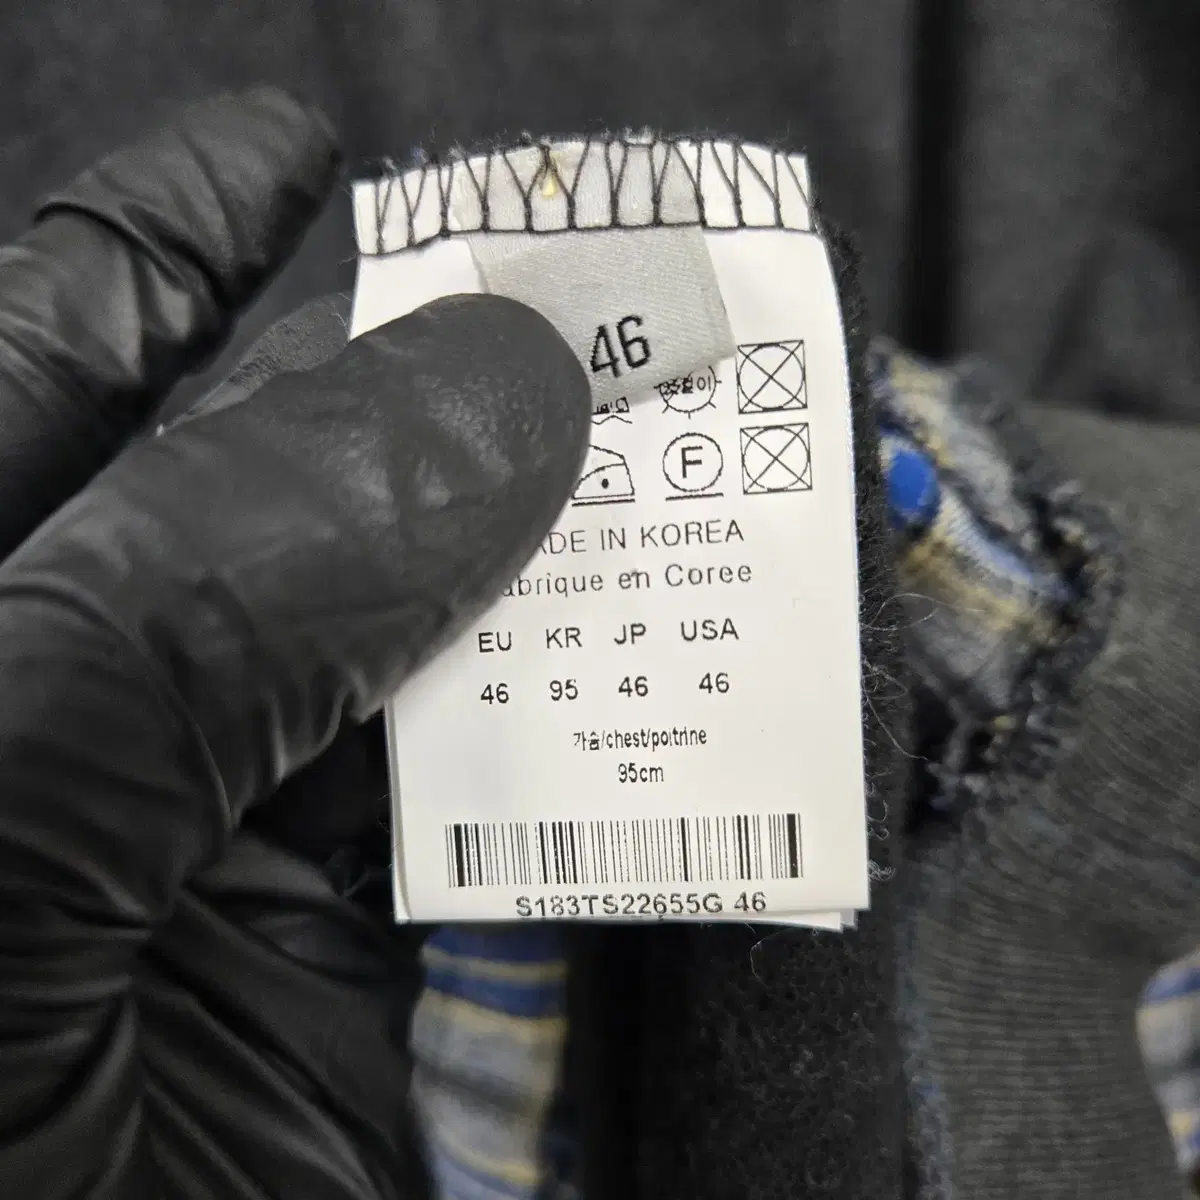 46
F
ADE IN KOREA
abrique en Coree
EU KR JP USA
46 95 46 46
가슴/chest/poitrine
95cm
S183TS22655G 46